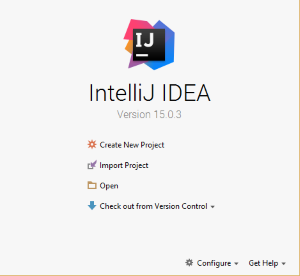 IJ
IntelliJ IDEA
Version 15.0.3
Create New Project
Import Project
Open
Check out from Version Control
Configure Get Help